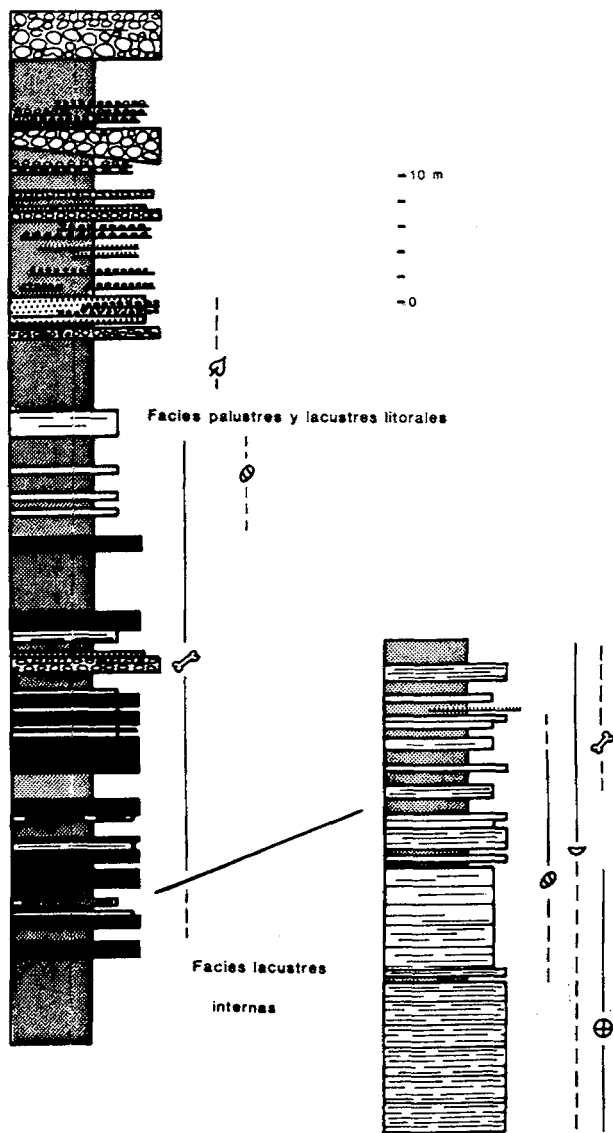 10 m
0
Facies palustres y lacustres litorales
Facies lacustres
internas